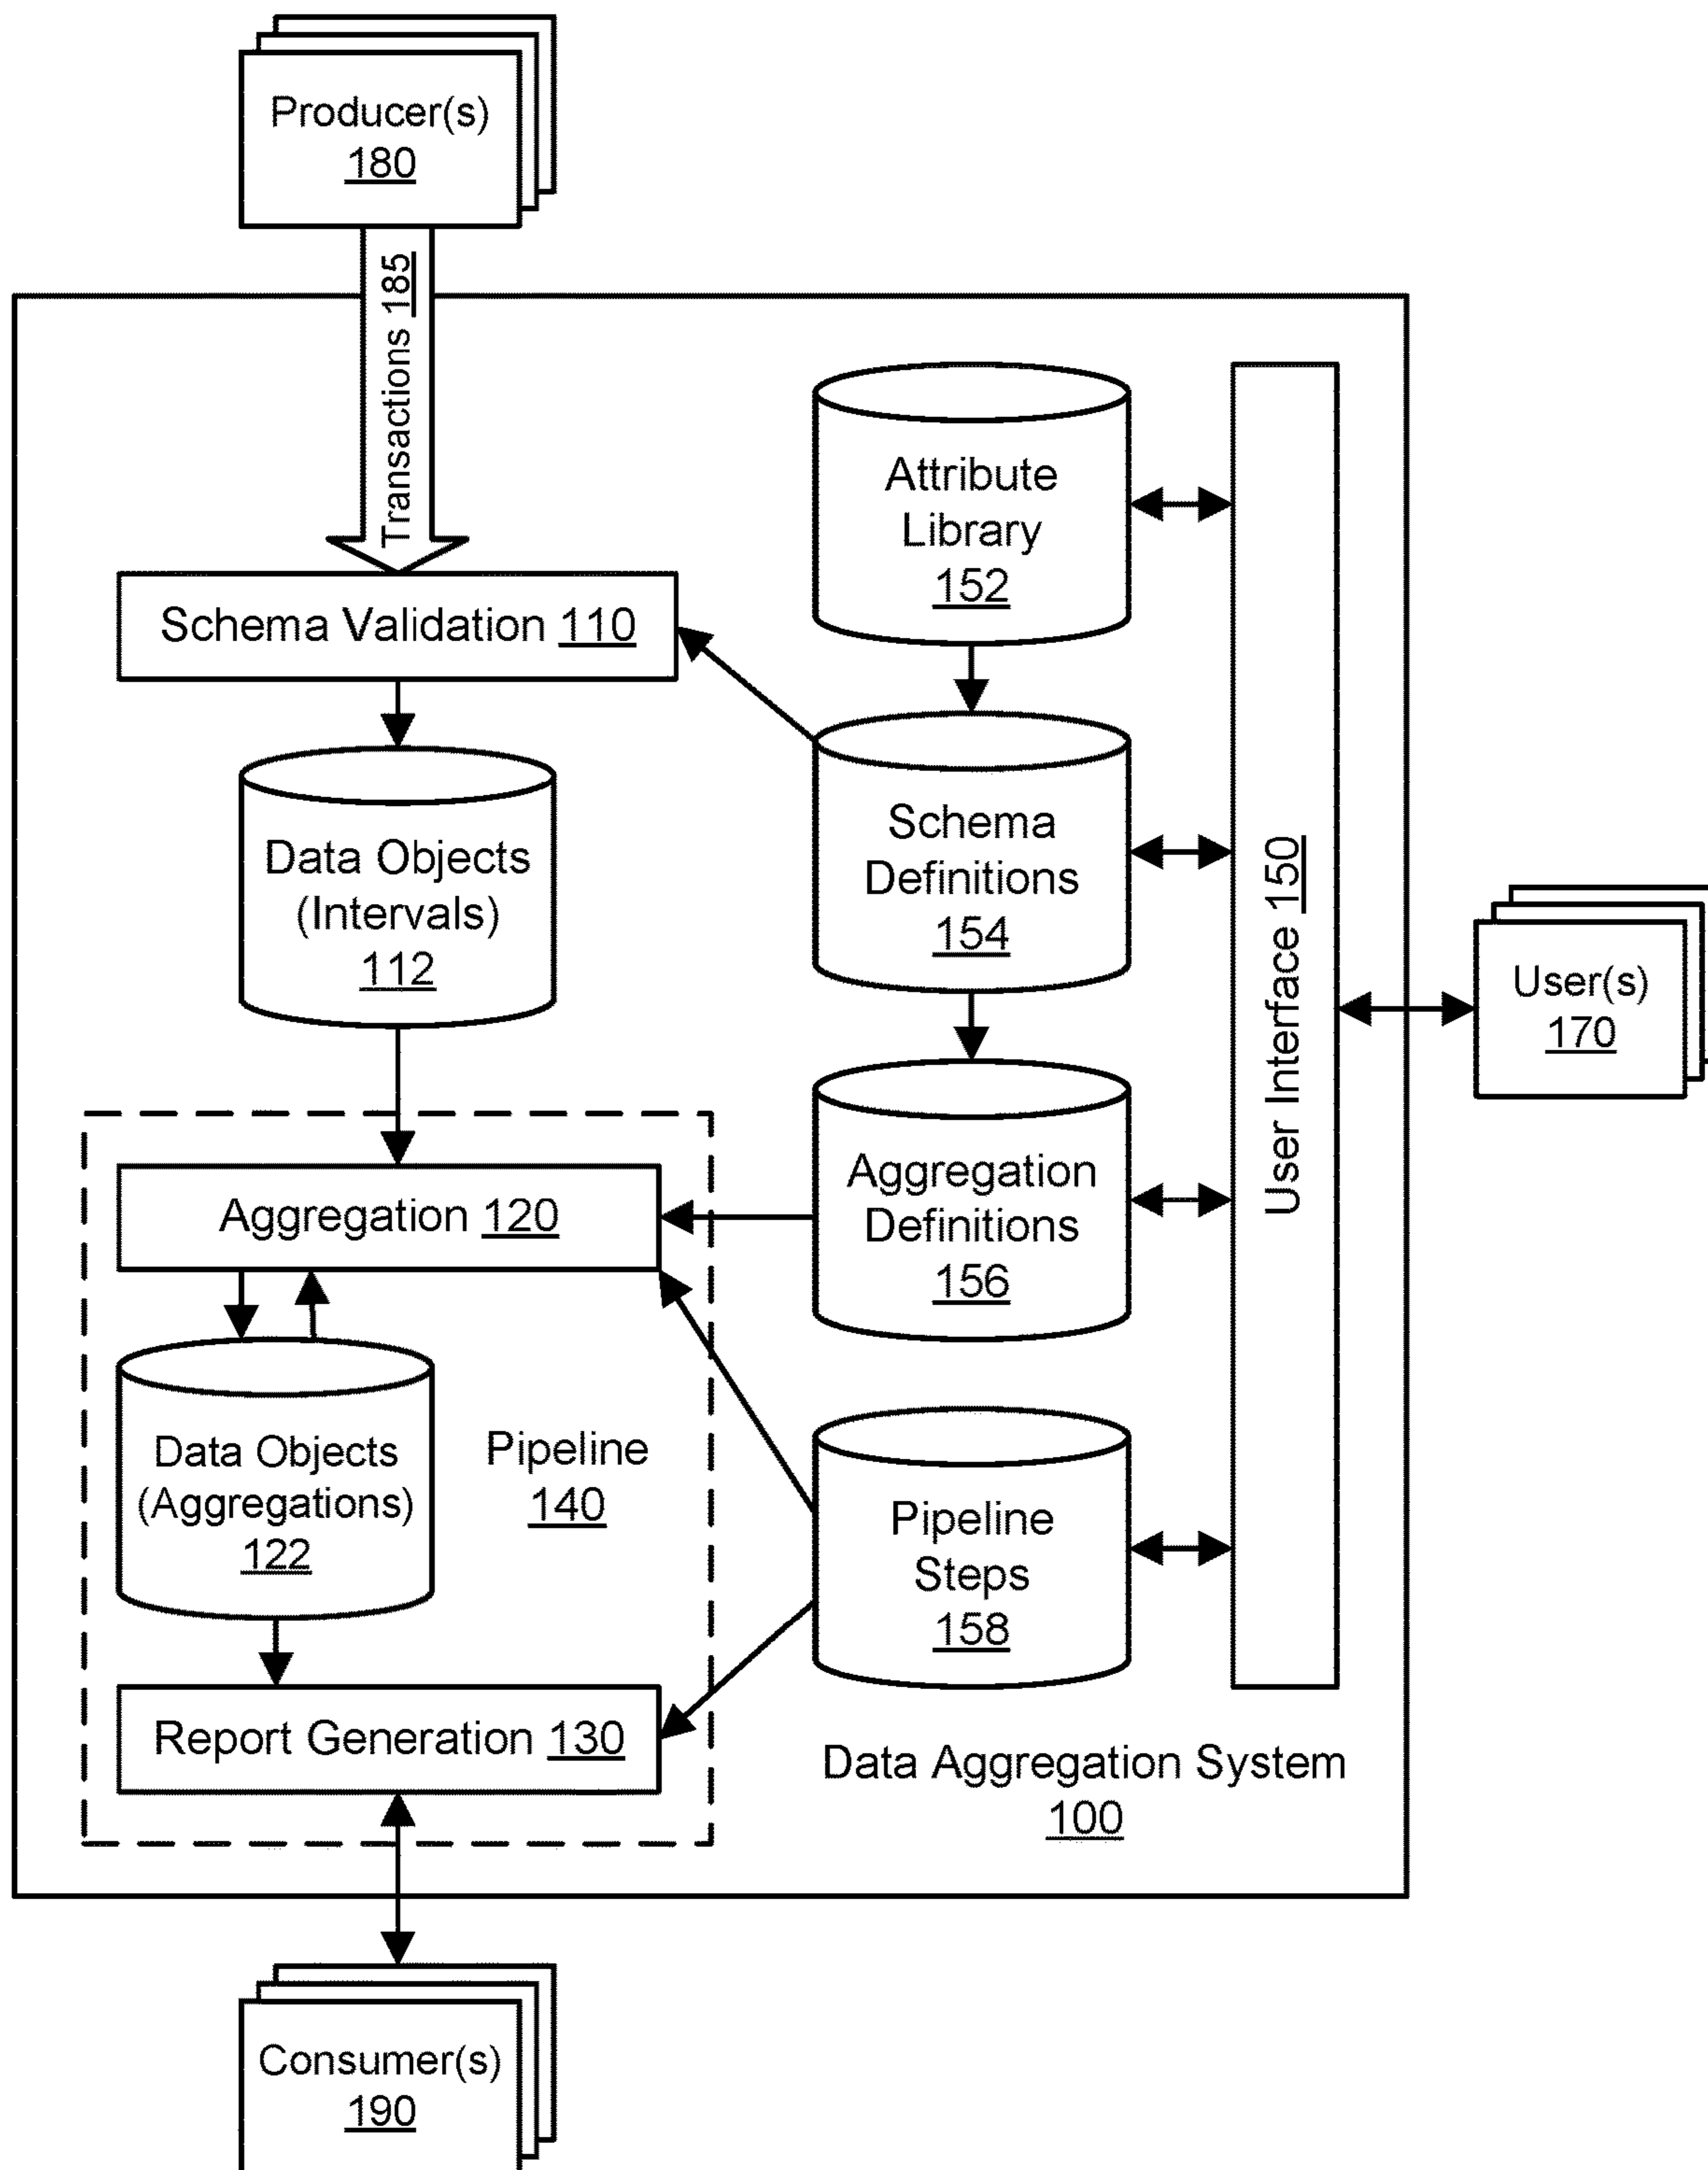 Producer(s)
180
Transactions 185
Attribute
Library
152
Schema Validation 110
Schema
Definitions
154
Data Objects
(Intervals)
112
User Interface 150
User(s)
170
Aggregation
Definitions
156
Aggregation 120
Data Objects
(Aggregations)
122
Pipeline
140
Pipeline
Steps
158
Report Generation 130
Data Aggregation System
100
Consumer(s)
190